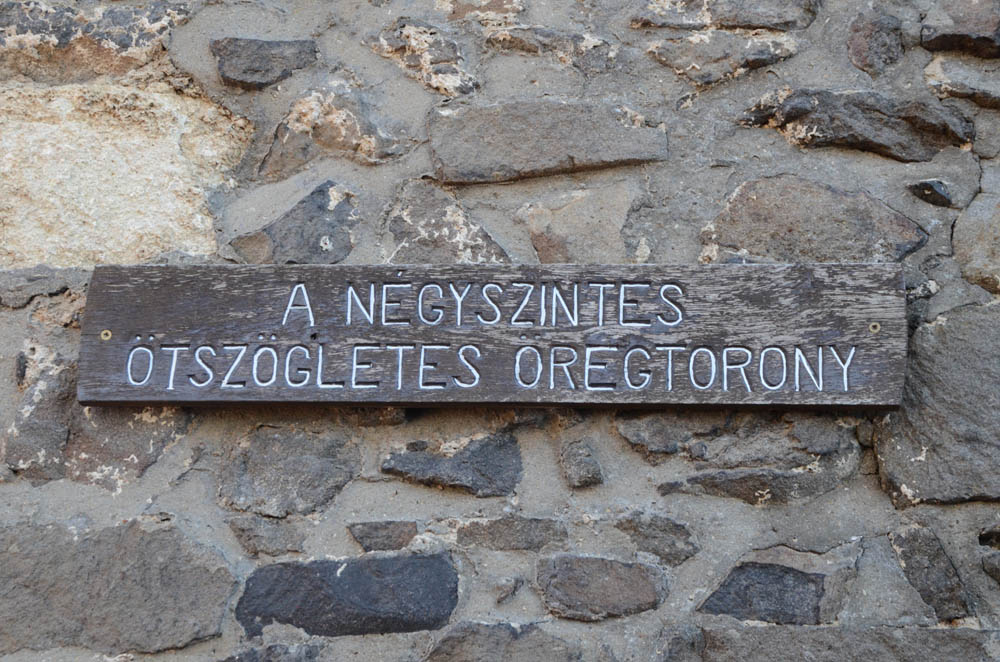 A NÉGYSZINTES
ÖTSZÖGLETES ÖREGTORONY